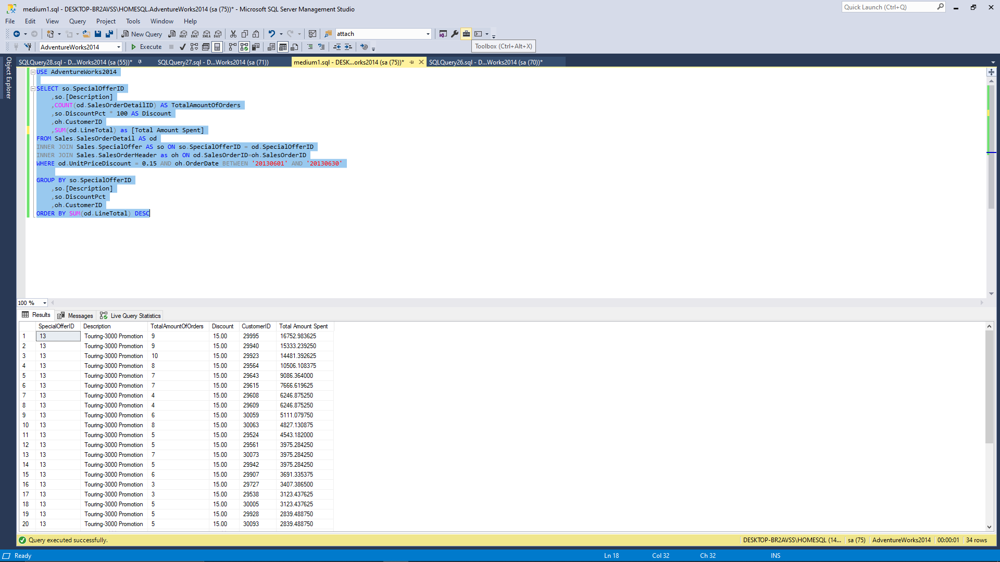 medium1.sql - DESKTOP-BR2AVSS\HOMESQL.AdventureWorks2014 (sa (75))* - Microsoft SQL Server Management Studio
Quick Launch (Ctrl+Q)
File Edit View Query Project Tools Window Help
New Query MDX DMX XMLA DAX attach
AdventureWorks2014 Execute
Toolbox (Ctrl+Alt+X)
Object Explorer
SQLQuery28.sql - D...Works2014 (sa (55))* SQLQuery27.sql - D...Works2014 (sa (71)) medium1.sql - DESK...orks2014 (sa (75))* SQLQuery26.sql - D...Works2014 (sa (70))*
USE AdventureWorks2014
SELECT so.SpecialOfferID
,so.[Description]
,COUNT(od.SalesOrderDetailID) AS TotalAmountOfOrders
,so.DiscountPct * 100 AS Discount
,oh.CustomerID
,SUM(od.LineTotal) as [Total Amount Spent]
FROM Sales.SalesOrderDetail AS od
INNER JOIN Sales.SpecialOffer AS so ON so.SpecialOfferID = od.SpecialOfferID
INNER JOIN Sales.SalesOrderHeader as oh ON od.SalesOrderID=oh.SalesOrderID
WHERE od.UnitPriceDiscount = 0.15 AND oh.OrderDate BETWEEN '20130601' AND '20130630'
GROUP BY so.SpecialOfferID
,so.[Description]
,so.DiscountPct
,oh.CustomerID
ORDER BY SUM(od.LineTotal) DESC
100 %
Results Messages Live Query Statistics
SpecialOfferID Description TotalAmountOfOrders Discount CustomerID Total Amount Spent
1 13 Touring-3000 Promotion 9 15.00 29995 16752.983625
2 13 Touring-3000 Promotion 9 15.00 29940 15333.239250
3 13 Touring-3000 Promotion 10 15.00 29923 14481.392625
4 13 Touring-3000 Promotion 8 15.00 29564 10506.108375
5 13 Touring-3000 Promotion 7 15.00 29643 9086.364000
6 13 Touring-3000 Promotion 7 15.00 29615 7666.619625
7 13 Touring-3000 Promotion 4 15.00 29608 6246.875250
8 13 Touring-3000 Promotion 4 15.00 29609 6246.875250
9 13 Touring-3000 Promotion 6 15.00 30059 5111.079750
10 13 Touring-3000 Promotion 8 15.00 30063 4827.130875
11 13 Touring-3000 Promotion 5 15.00 29524 4543.182000
12 13 Touring-3000 Promotion 5 15.00 29561 3975.284250
13 13 Touring-3000 Promotion 7 15.00 30073 3975.284250
14 13 Touring-3000 Promotion 5 15.00 29942 3975.284250
15 13 Touring-3000 Promotion 6 15.00 29907 3691.335375
16 13 Touring-3000 Promotion 3 15.00 29727 3407.386500
17 13 Touring-3000 Promotion 3 15.00 29538 3123.437625
18 13 Touring-3000 Promotion 5 15.00 30005 3123.437625
19 13 Touring-3000 Promotion 5 15.00 29928 2839.488750
20 13 Touring-3000 Promotion 5 15.00 30093 2839.488750
Query executed successfully. DESKTOP-BR2AVSS\HOMESQL (14... sa (75) AdventureWorks2014 00:00:01 34 rows
Ready Ln 18 Col 32 Ch 32 INS